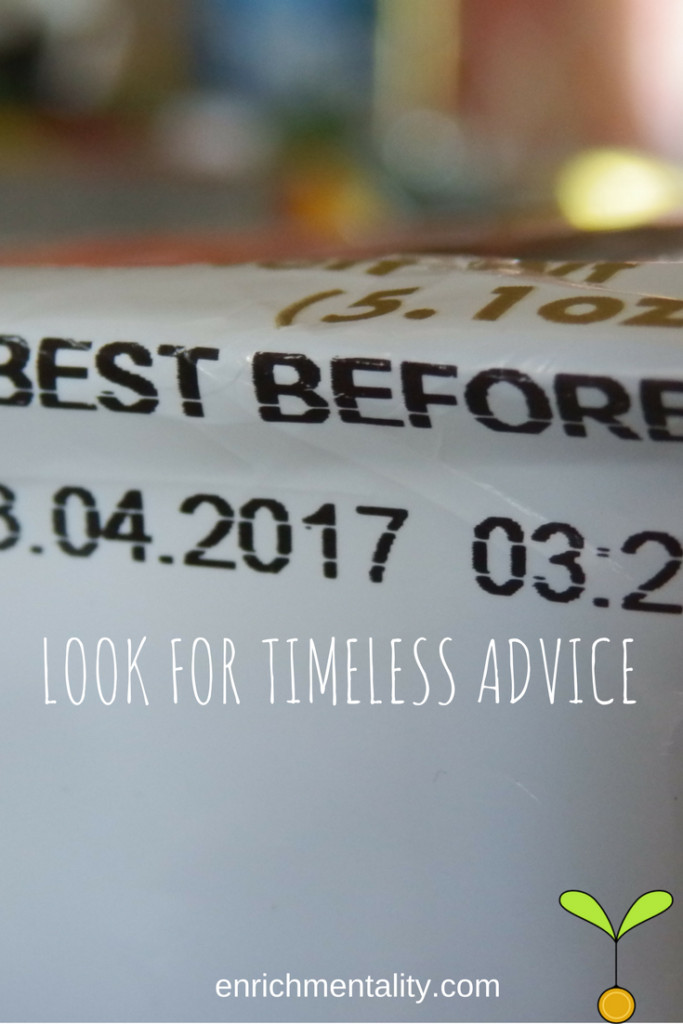 (5.1oz
BEST BEFORE
.04.2017 03:2
LOOK FOR TIMELESS ADVICE
enrichmentality.com